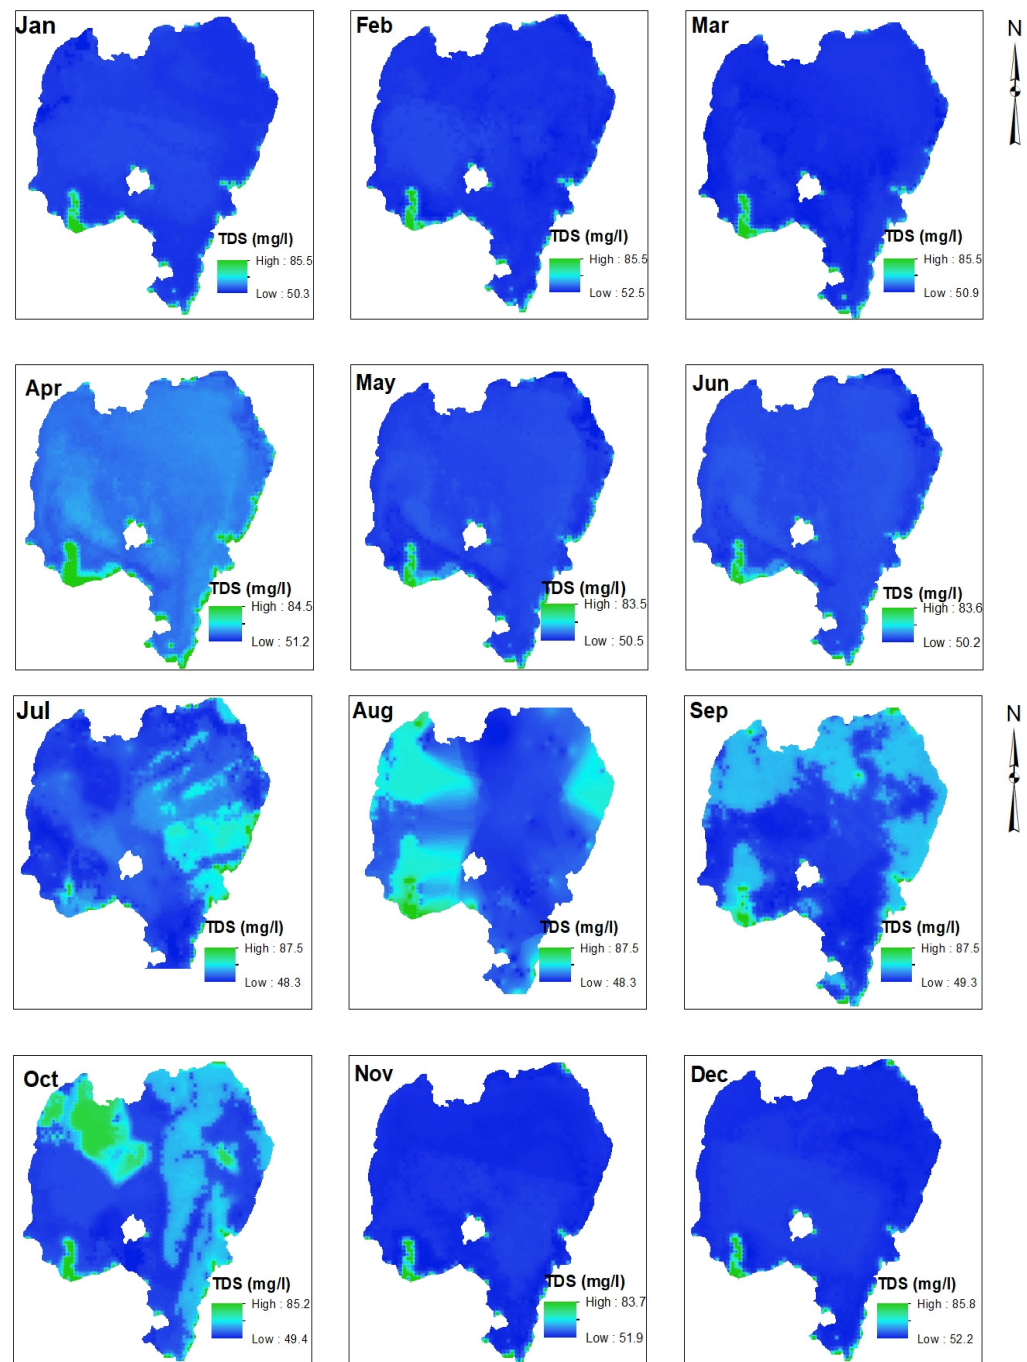 Jan
TDS (mg/l)
High : 85.5
Low : 50.3
Feb
TDS (mg/l)
High : 85.5
Low : 52.5
Mar
TDS (mg/l)
High : 85.5
Low : 50.9
N
Apr
TDS (mg/l)
High : 84.5
Low : 51.2
May
TDS (mg/l)
High : 83.5
Low : 50.5
Jun
TDS (mg/l)
High : 83.6
Low : 50.2
Jul
TDS (mg/l)
High : 87.5
Low : 48.3
Aug
TDS (mg/l)
High : 87.5
Low : 48.3
Sep
TDS (mg/l)
High : 87.5
Low : 49.3
N
Oct
TDS (mg/l)
High : 85.2
Low : 49.4
Nov
TDS (mg/l)
High : 83.7
Low : 51.9
Dec
TDS (mg/l)
High : 85.8
Low : 52.2